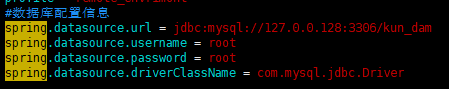 #数据库配置信息
spring.datasource.url = jdbc:mysql://127.0.0.128:3306/kun_dam
spring.datasource.username = root
spring.datasource.password = root
spring.datasource.driverClassName = com.mysql.jdbc.Driver